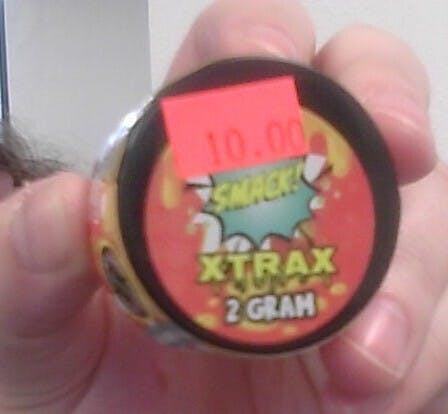 10.00
SMACK!
XTRAX
2 GRAM